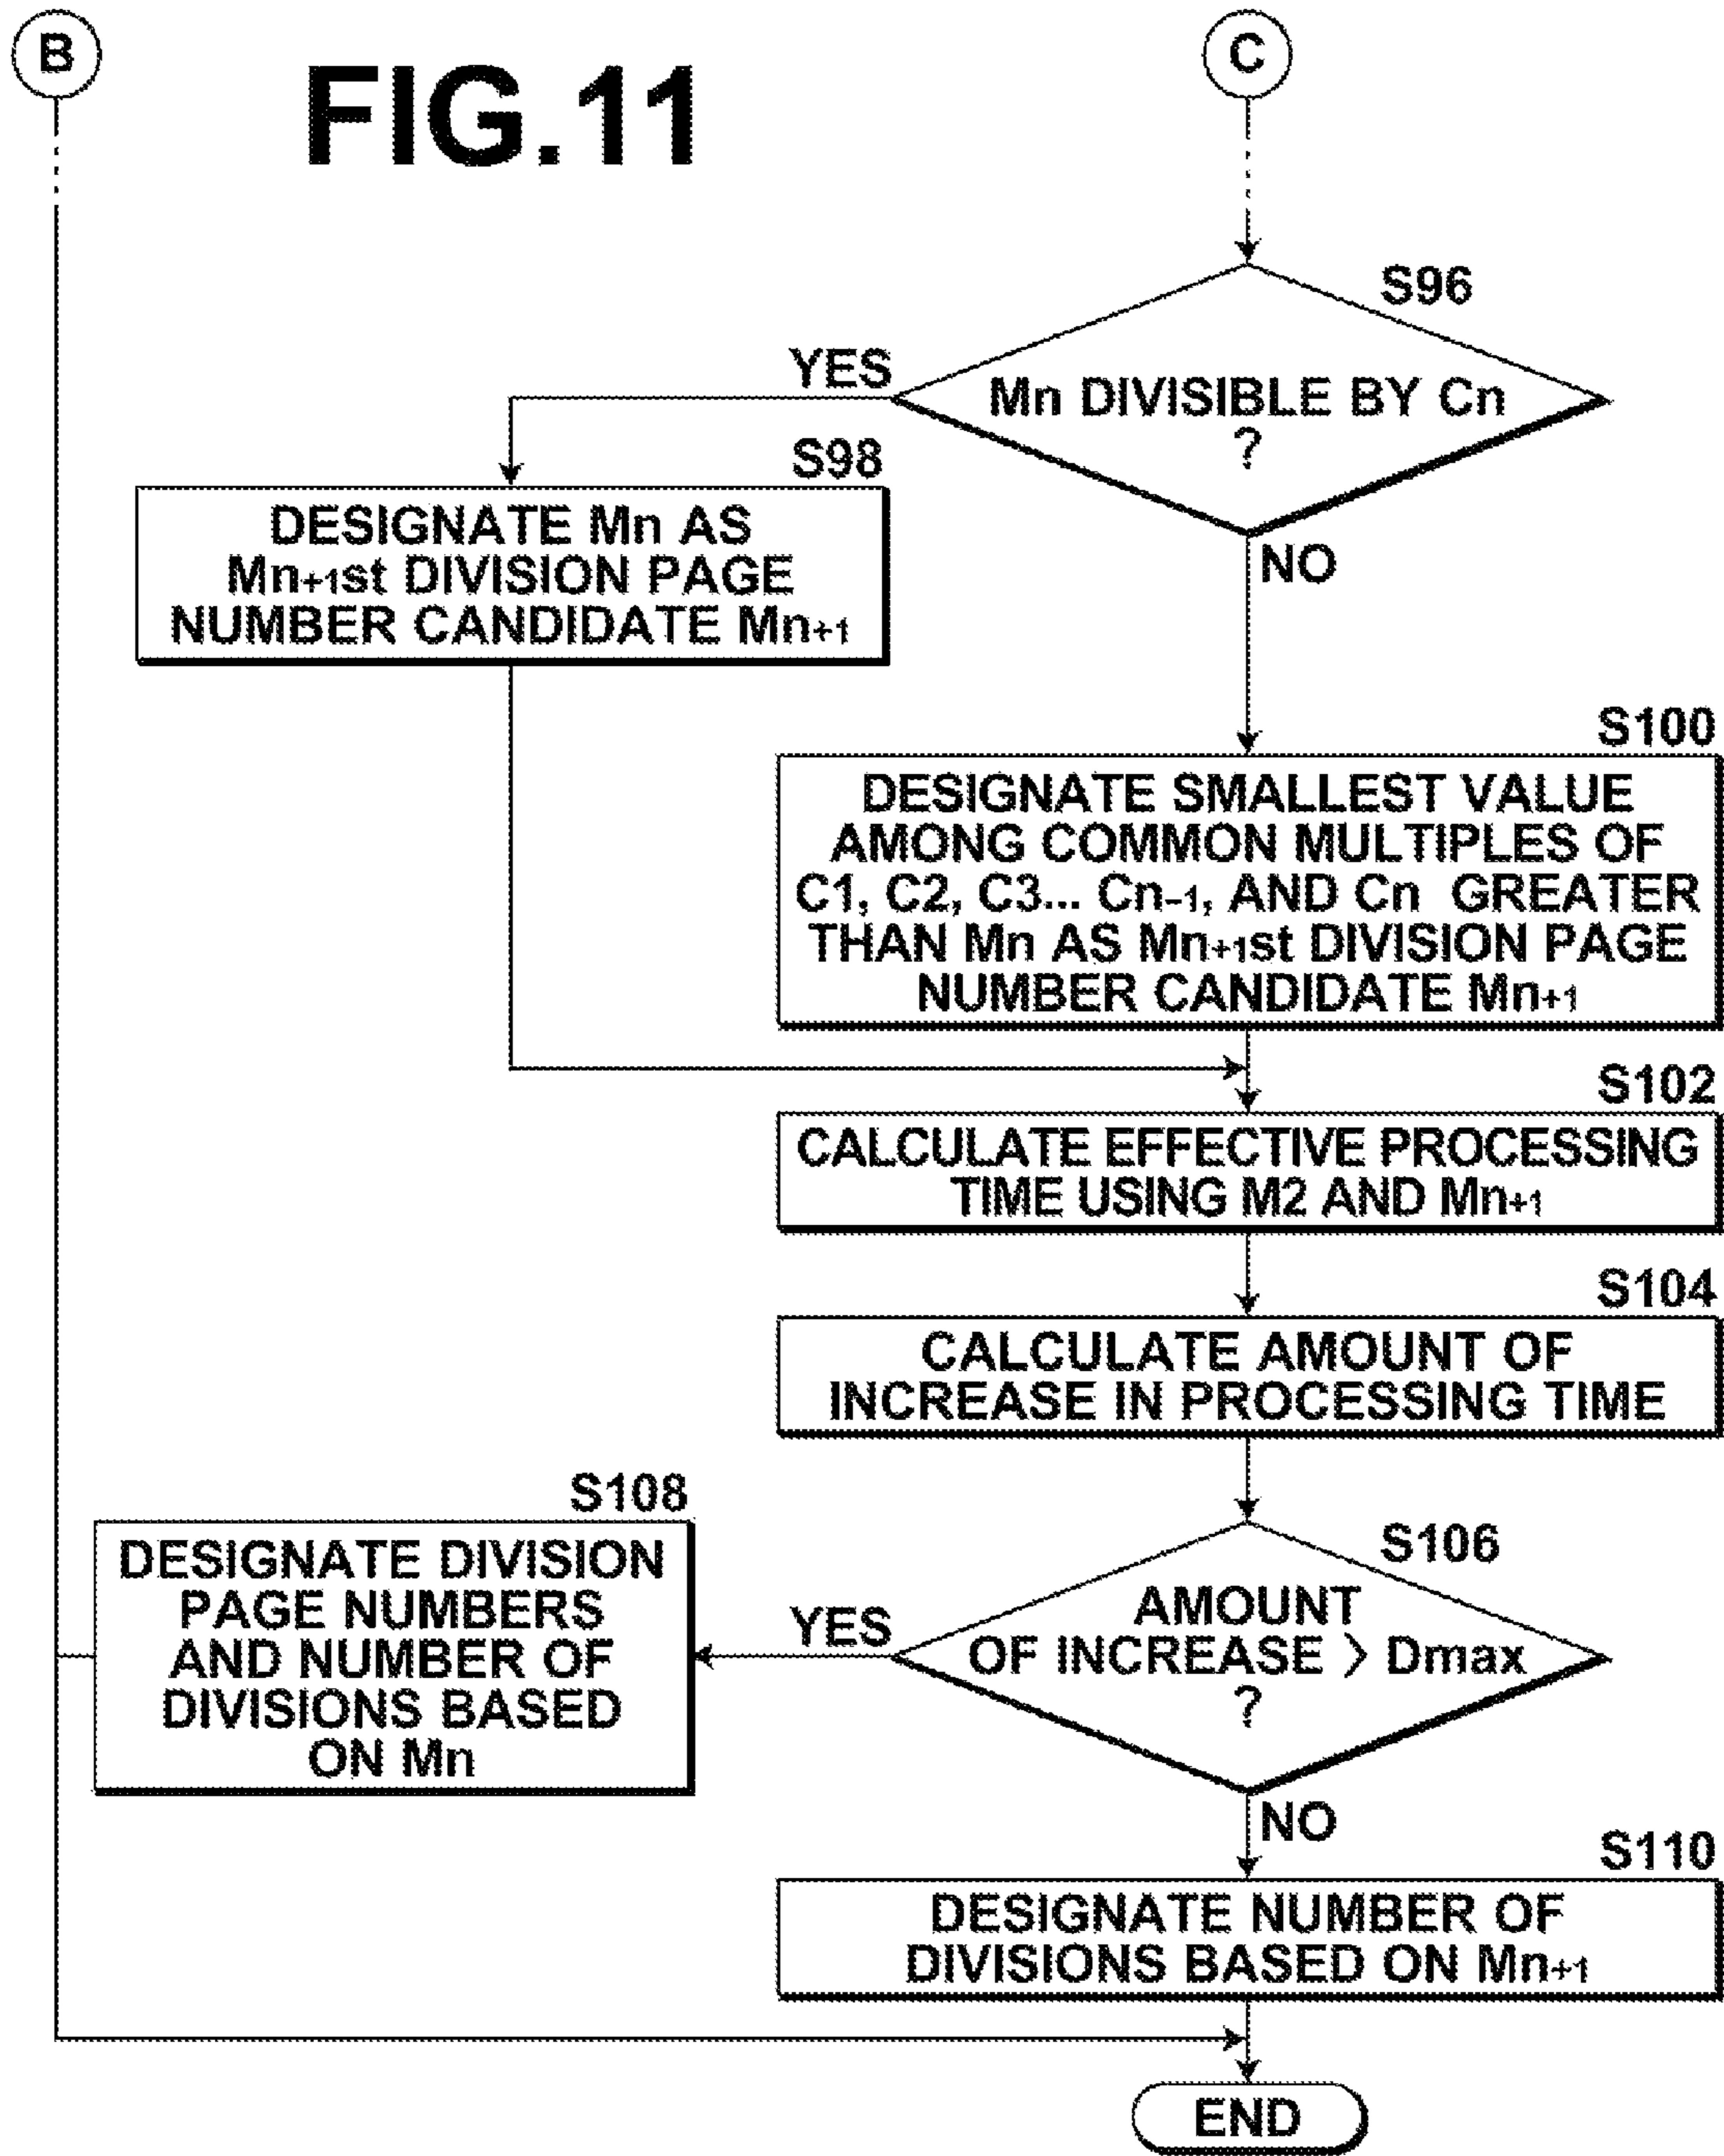 B
FIG.11
C
S96
YES
Mn DIVISIBLE BY Cn
?
S98
DESIGNATE Mn AS
Mn+1st DIVISION PAGE
NUMBER CANDIDATE Mn+1
NO
S100
DESIGNATE SMALLEST VALUE
AMONG COMMON MULTIPLES OF
C1, C2, C3... Cn-1, AND Cn GREATER
THAN Mn AS Mn+1st DIVISION PAGE
NUMBER CANDIDATE Mn+1
S102
CALCULATE EFFECTIVE PROCESSING
TIME USING M2 AND Mn+1
S104
CALCULATE AMOUNT OF
INCREASE IN PROCESSING TIME
S108
DESIGNATE DIVISION
PAGE NUMBERS
AND NUMBER OF
DIVISIONS BASED
ON Mn
S106
YES
AMOUNT
OF INCREASE > Dmax
?
NO
S110
DESIGNATE NUMBER OF
DIVISIONS BASED ON Mn+1
END